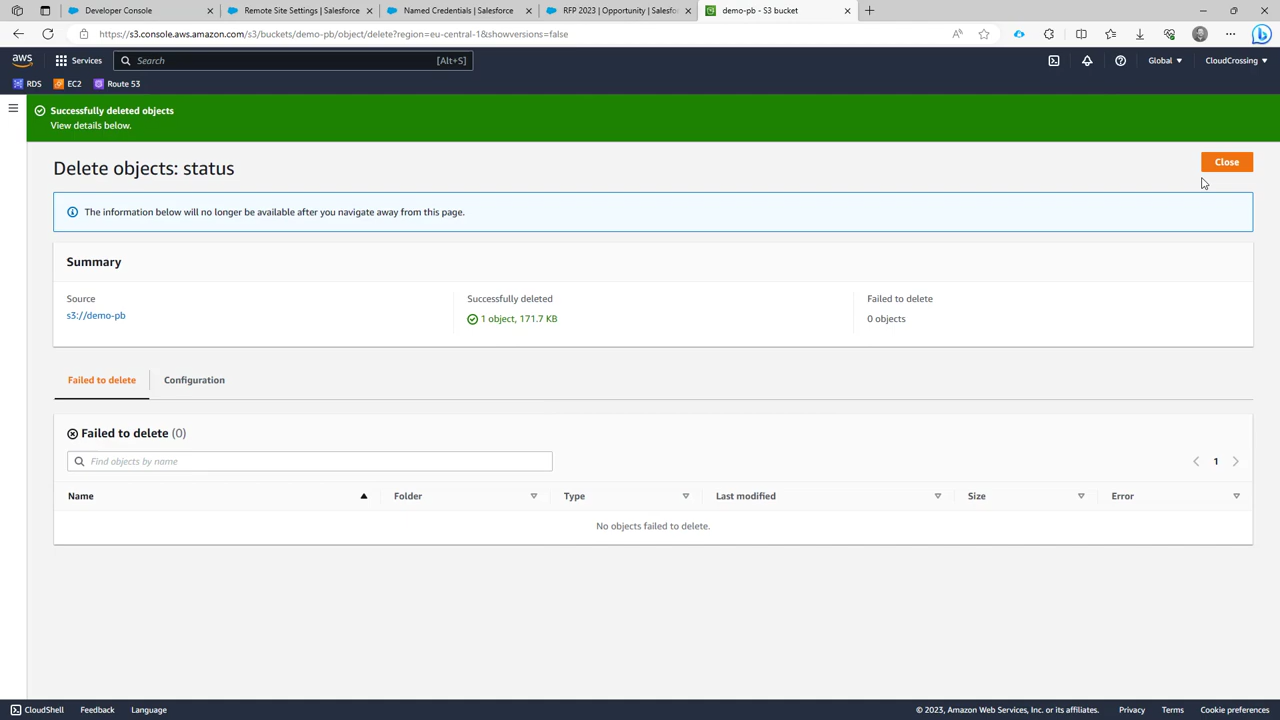 Developer Console
Remote Site Settings | Salesforce
Named Credentials | Salesforce
RFP 2023 | Opportunity | Salesfo
demo-pb - S3 bucket
https://s3.console.aws.amazon.com/s3/buckets/demo-pb/object/delete?region=eu-central-1&showversions=false
aws
Services
Search
[Alt+S]
Global
CloudCrossing
RDS
EC2
Route 53
Successfully deleted objects
View details below.
Delete objects: status
Close
The information below will no longer be available after you navigate away from this page.
Summary
Source
s3://demo-pb
Successfully deleted
1 object, 171.7 KB
Failed to delete
0 objects
Failed to delete
Configuration
Failed to delete (0)
Find objects by name
1
Name
Folder
Type
Last modified
Size
Error
No objects failed to delete.
CloudShell
Feedback
Language
© 2023, Amazon Web Services, Inc. or its affiliates.
Privacy
Terms
Cookie preferences